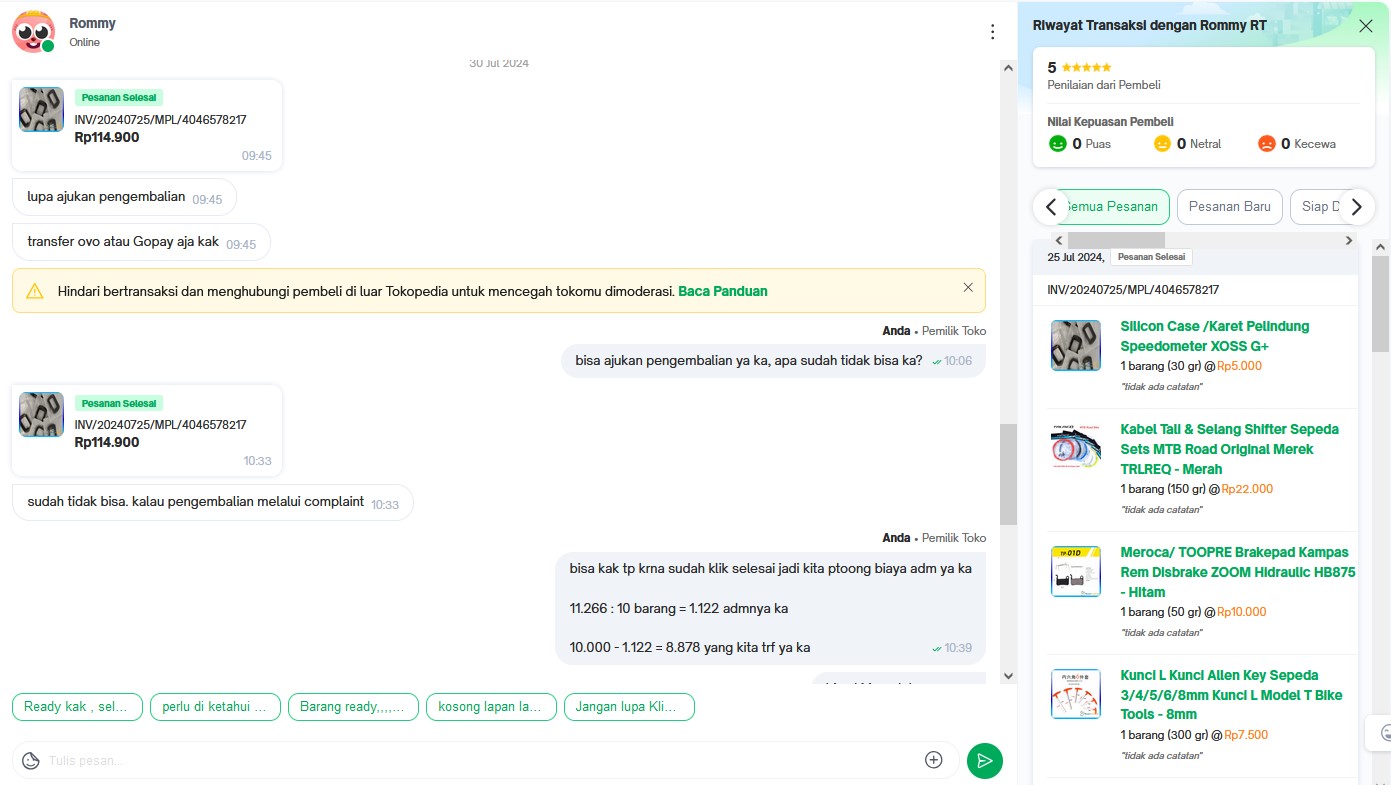 Rommy
Online
30 Jul 2024
Pesanan Selesai
INV/20240725/MPL/4046578217
Rp114.900
09:45
lupa ajukan pengembalian 09:45
transfer ovo atau Gopay aja kak 09:45
Hindari bertransaksi dan menghubungi pembeli di luar Tokopedia untuk mencegah tokomu dimoderasi. Baca Panduan
Anda • Pemilik Toko
bisa ajukan pengembalian ya ka, apa sudah tidak bisa ka? 10:06
Pesanan Selesai
INV/20240725/MPL/4046578217
Rp114.900
10:33
sudah tidak bisa. kalau pengembalian melalui complaint 10:33
Anda • Pemilik Toko
bisa kak tp krna sudah klik selesai jadi kita ptoong biaya adm ya ka
11.266 : 10 barang = 1.122 admnya ka
10.000 - 1.122 = 8.878 yang kita trf ya ka 10:39
Ready kak , sel...
perlu di ketahui ...
Barang ready,,,,...
kosong lapan la...
Jangan lupa Kli...
Tulis pesan...
Riwayat Transaksi dengan Rommy RT
5
Penilaian dari Pembeli
Nilai Kepuasan Pembeli
0 Puas
0 Netral
0 Kecewa
Semua Pesanan
Pesanan Baru
Siap D
25 Jul 2024, Pesanan Selesai
INV/20240725/MPL/4046578217
Silicon Case /Karet Pelindung
Speedometer XOSS G+
1 barang (30 gr) @ Rp5.000
"tidak ada catatan"
Kabel Tali & Selang Shifter Sepeda
Sets MTB Road Original Merek
TRLREQ - Merah
1 barang (150 gr) @ Rp22.000
"tidak ada catatan"
TP-010
Meroca/ TOOPRE Brakepad Kampas
Rem Disbrake ZOOM Hidraulic HB875
- Hitam
1 barang (50 gr) @ Rp10.000
"tidak ada catatan"
Kunci L Kunci Allen Key Sepeda
3/4/5/6/8mm Kunci L Model T Bike
Tools - 8mm
1 barang (300 gr) @ Rp7.500
"tidak ada catatan"